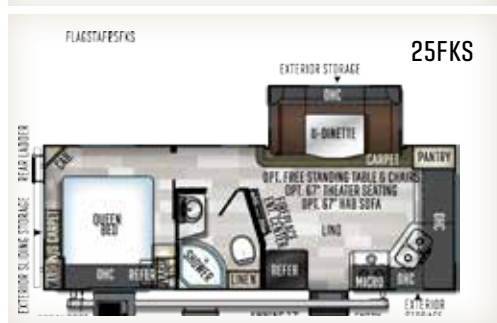 FLAGSTAFF25FKS
25FKS
EXTERIOR STORAGE
OHC
U-DINETTE
CARPET
PANTRY
REAR LADDER
CAB.
OPT. FREE STANDING TABLE & CHAIRS
OPT. 67" THEATER SEATING
OPT. 67" HAB SOFA
EXTERIOR SLIDING STORAGE
QUEEN
BED
CARPET
LINO
OHC
OHC
REFER
SHOWER
LINEN
REFER
MICRO
OHC
EXTERIOR
STORAGE